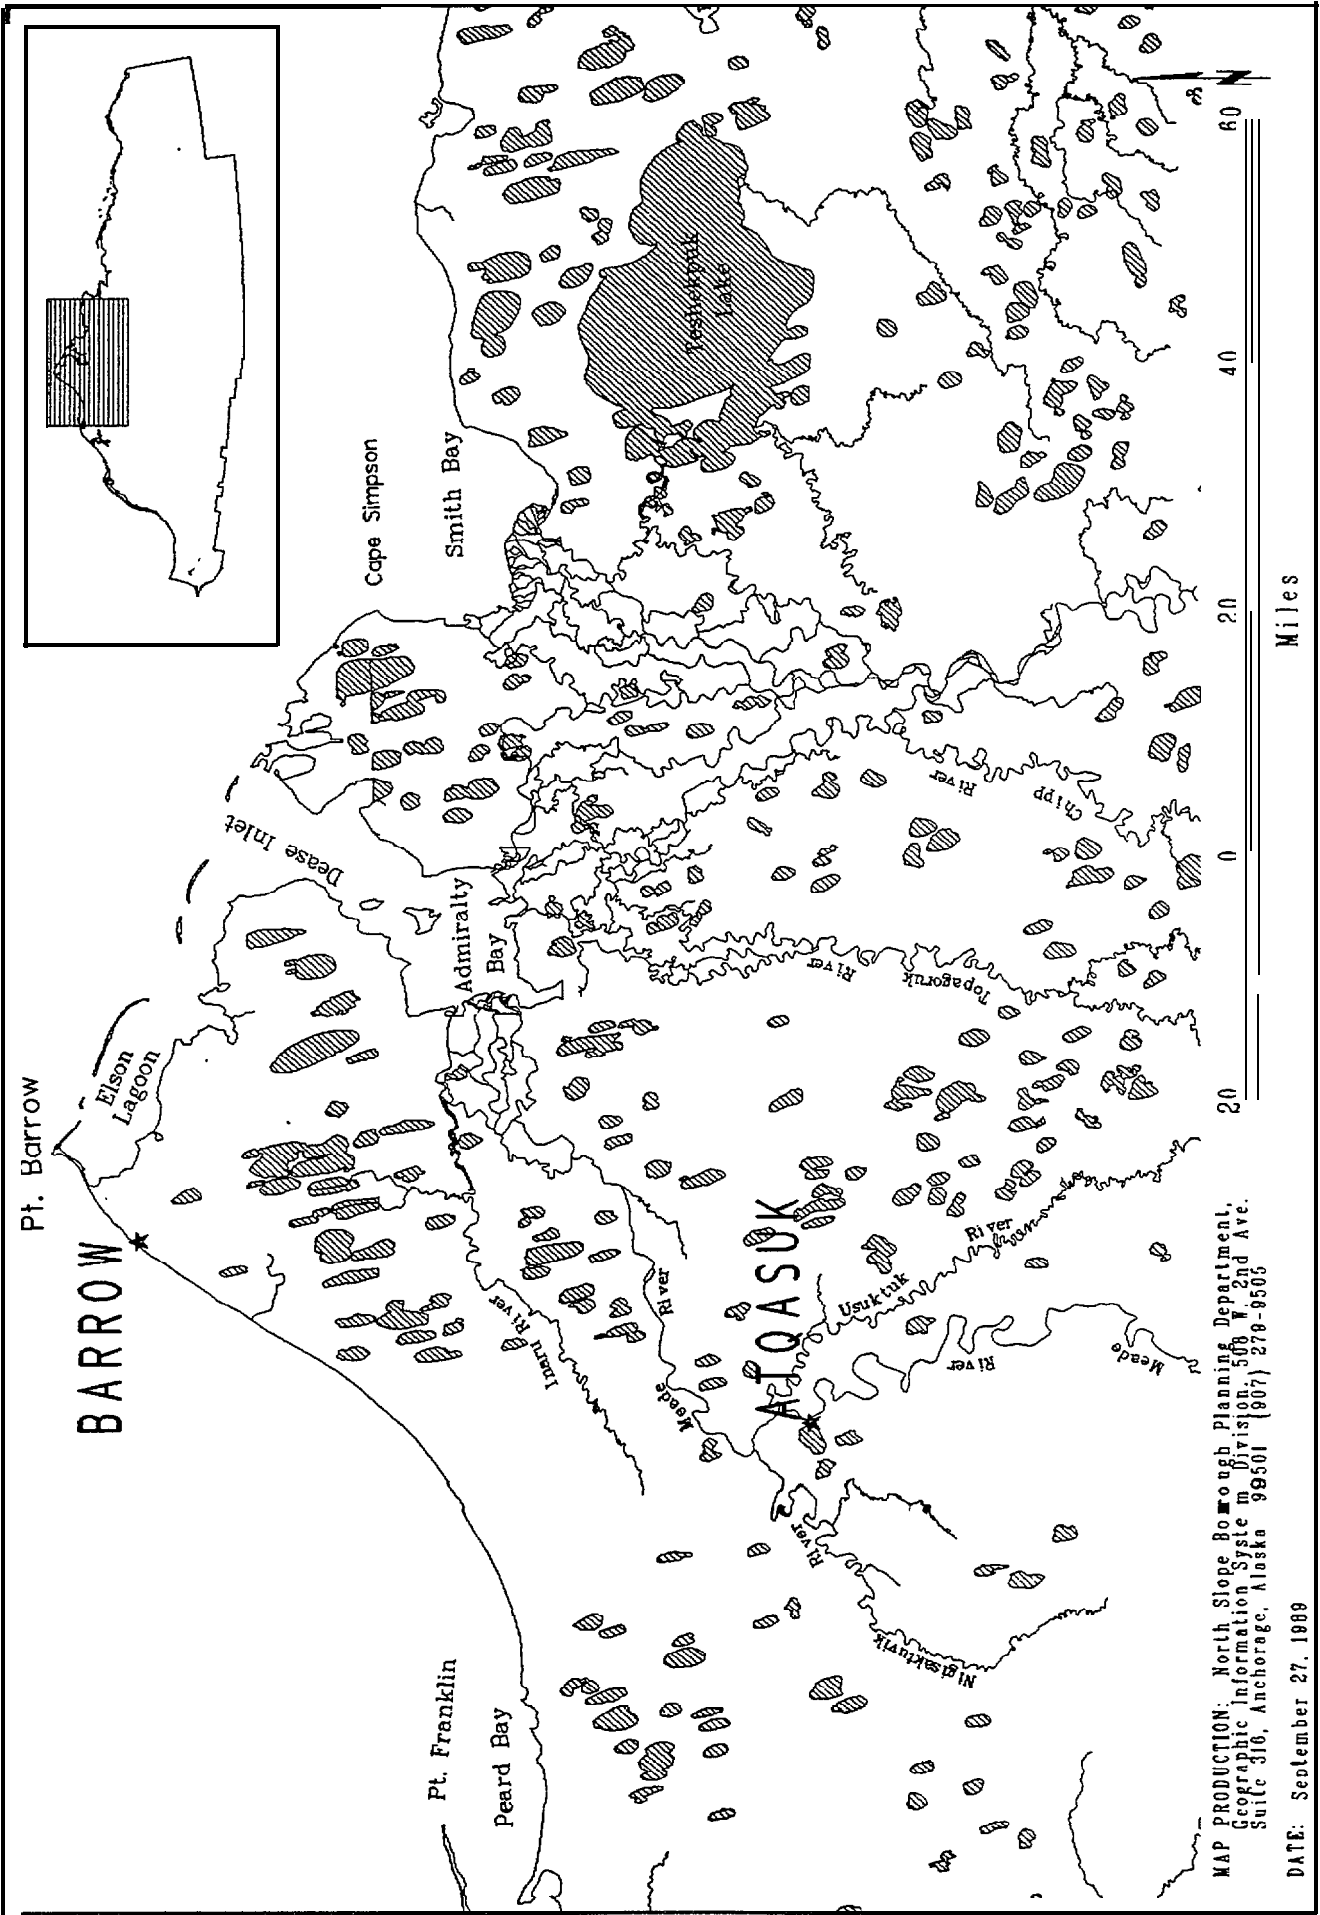 Pt. Barrow
BARROW
Elson
Lagoon
Dease Inlet
Admiralty
Bay
Cape Simpson
Smith Bay
Teshekpuk
Lake
Pt. Franklin
Peard Bay
Inaru River
Meade
River
ATQASUK
Usuktuk
River
Meade
River
Nigisaktuvik
River
Topagoruk
River
Chipp
River
N
20
0
20
40
60
Miles
MAP PRODUCTION: North Slope Borough Planning Department,
Geographic Information Syste m Division, 508 W. 2nd Ave.
Suite 316, Anchorage, Alaska 99501 (907) 279-9505
DATE: September 27, 1989